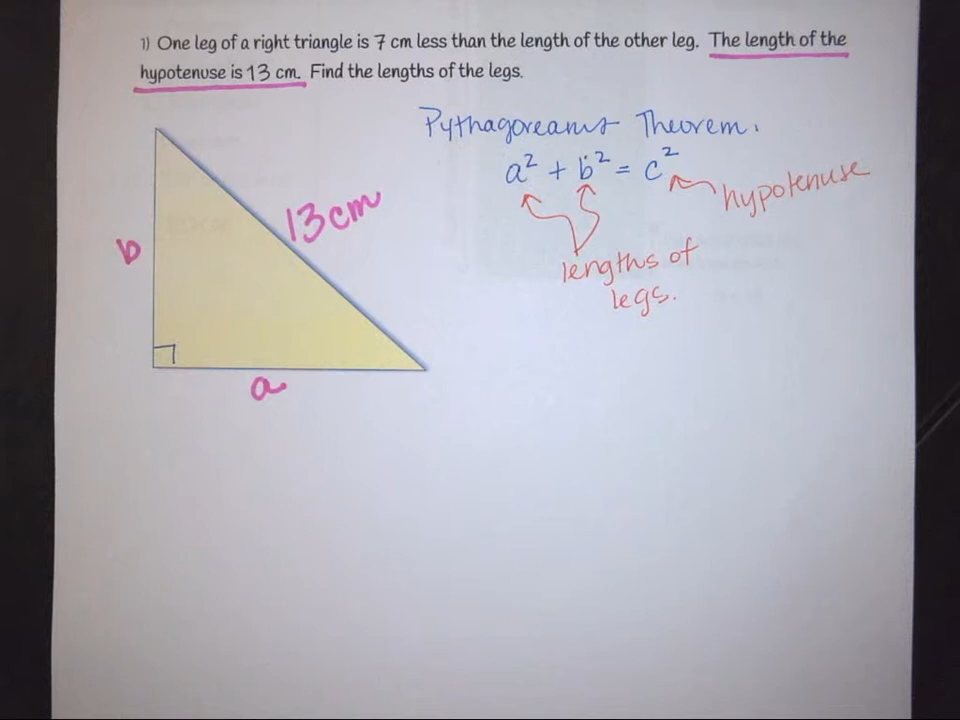 1) One leg of a right triangle is 7 cm less than the length of the other leg. The length of the
hypotenuse is 13 cm. Find the lengths of the legs.
Pythagoreams Theorem.
a² + b² = c²
hypotenuse
lengths of
legs.
13cm
b
a